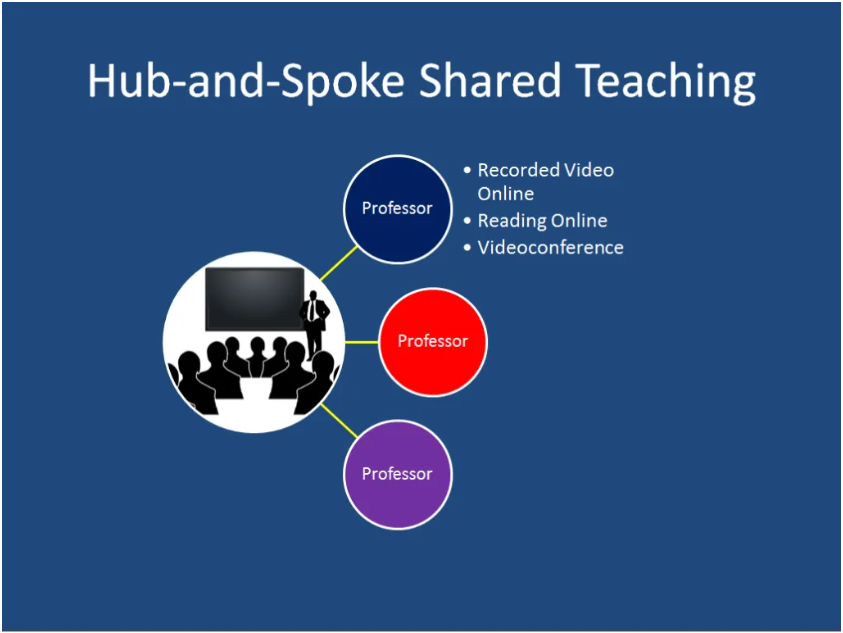 Hub-and-Spoke Shared Teaching
Professor
• Recorded Video
Online
• Reading Online
• Videoconference
Professor
Professor